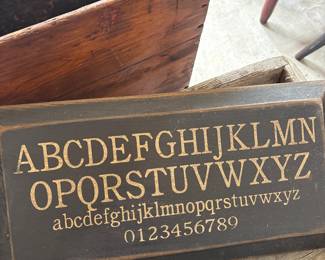 ABCDEFGHIJKLMN
OPQRSTUVWXYZ
abcdefghijklmnopqrstuvwxyz
0123456789